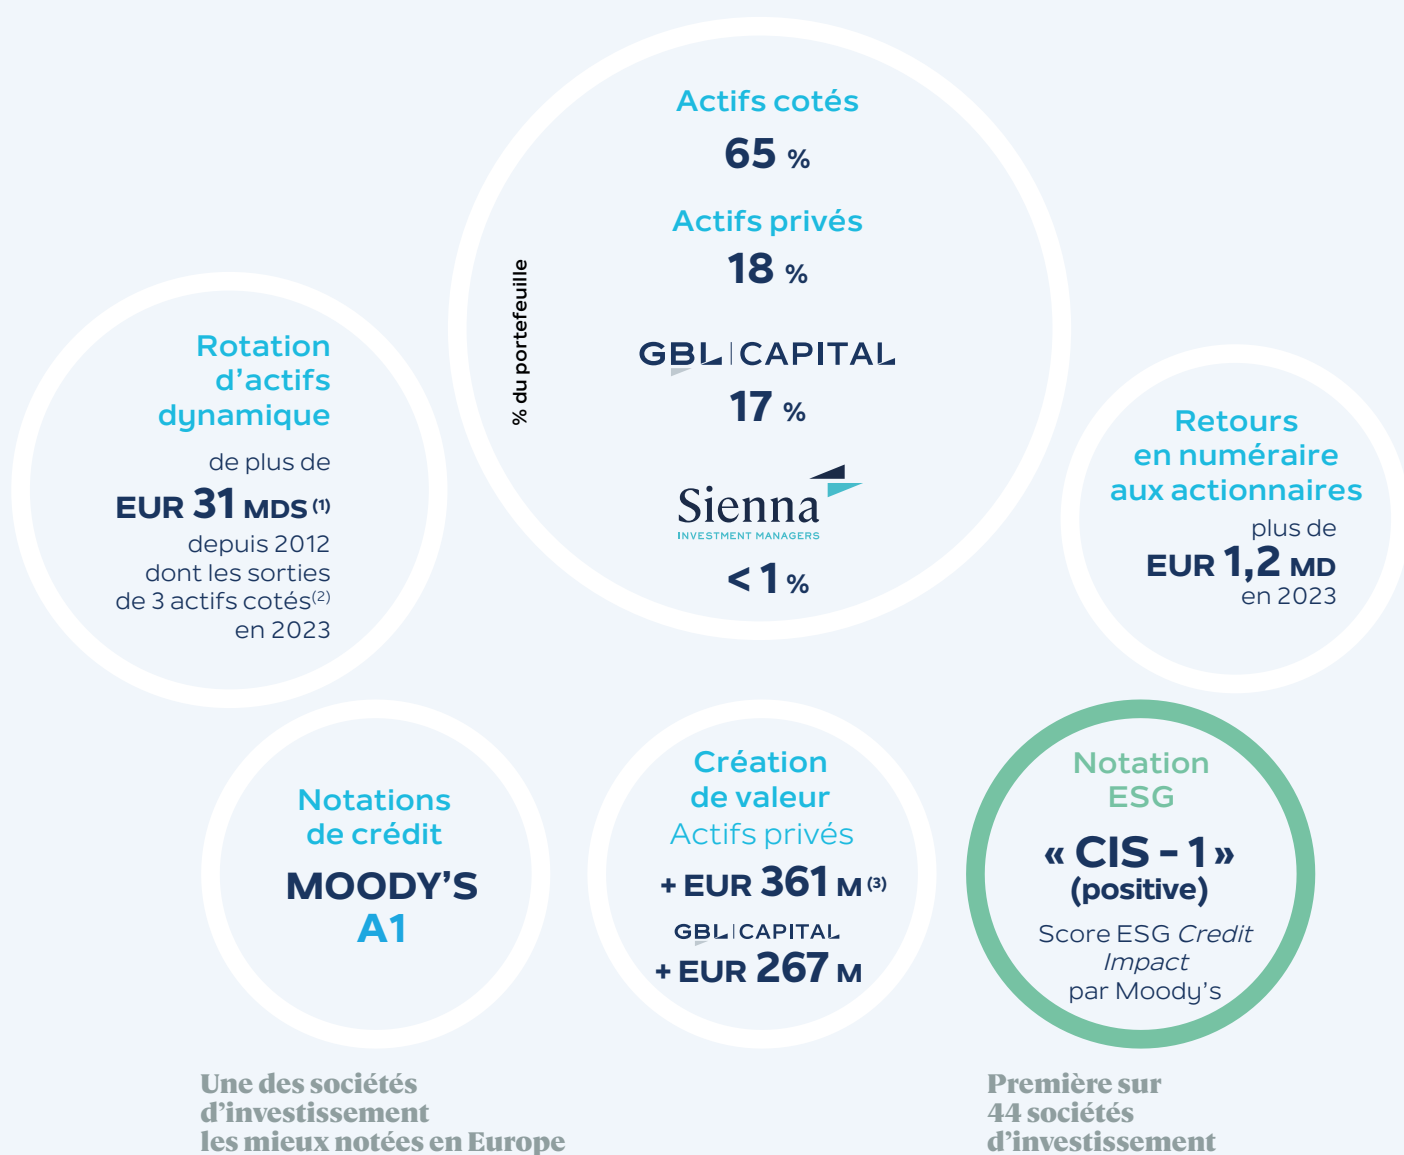 Actifs cotés
65 %
Actifs privés
18 %
% du portefeuille
GBL CAPITAL
17 %
Sienna
INVESTMENT MANAGERS
< 1 %
Rotation
d’actifs
dynamique
de plus de
EUR 31 MDS (1)
depuis 2012
dont les sorties
de 3 actifs cotés(2)
en 2023
Retours
en numéraire
aux actionnaires
plus de
EUR 1,2 MD
en 2023
Notations
de crédit
MOODY’S
A1
Une des sociétés
d’investissement
les mieux notées en Europe
Création
de valeur
Actifs privés
+ EUR 361 M (3)
GBL CAPITAL
+ EUR 267 M
Notation
ESG
« CIS - 1 »
(positive)
Score ESG Credit
Impact
par Moody’s
Première sur
44 sociétés
d’investissement